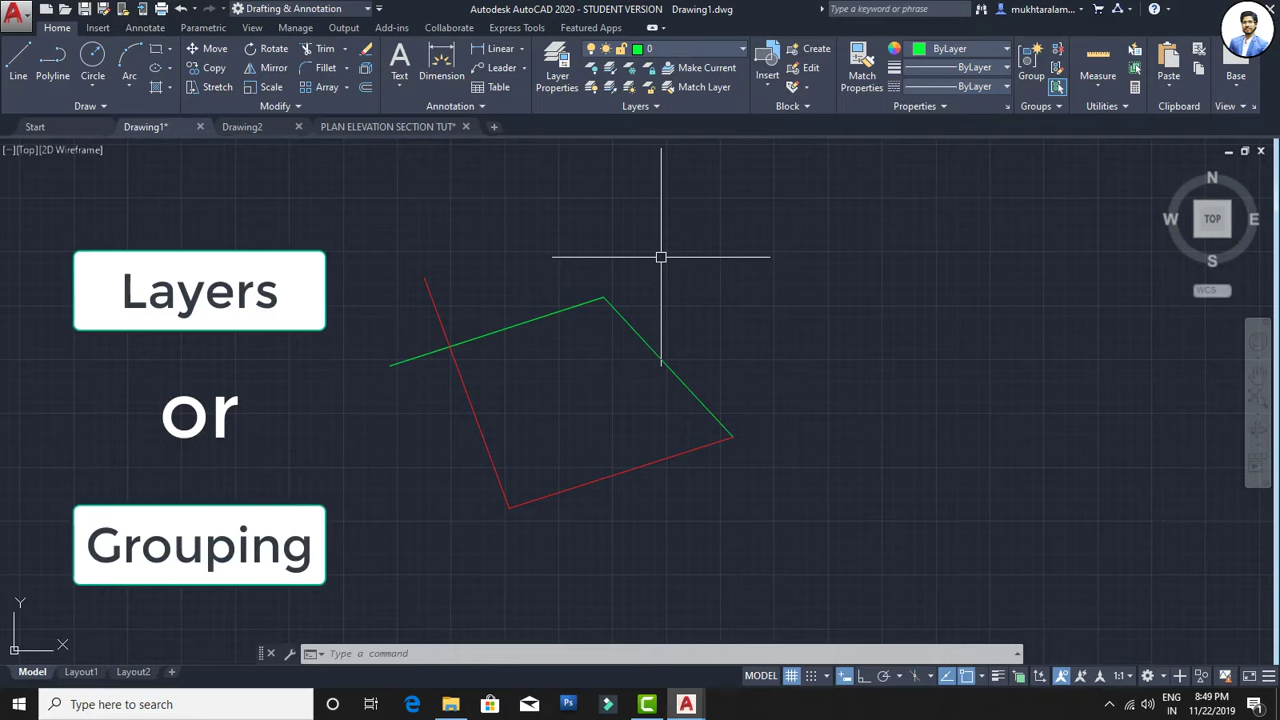 Drafting & Annotation
Autodesk AutoCAD 2020 - STUDENT VERSION Drawing1.dwg
Type a keyword or phrase
mukhtaralam...
Home Insert Annotate Parametric View Manage Output Add-ins Collaborate Express Tools Featured Apps
Line Polyline Circle Arc
Move Rotate Trim
Copy Mirror Fillet
Stretch Scale Array
Text Dimension
Linear
Leader
Table
Layer Properties
0
Make Current
Match Layer
Insert
Create
Edit
Match Properties
ByLayer
ByLayer
ByLayer
Group
Measure
Paste
Base
Draw Modify Annotation Layers Block Properties Groups Utilities Clipboard View
Start Drawing1* Drawing2 PLAN ELEVATION SECTION TUT*
[−][Top][2D Wireframe]
N
W TOP E
S
WCS
Layers
or
Grouping
Y
X
Type a command
Model Layout1 Layout2
MODEL
1:1
Type here to search
ENG
IN
8:49 PM
11/22/2019